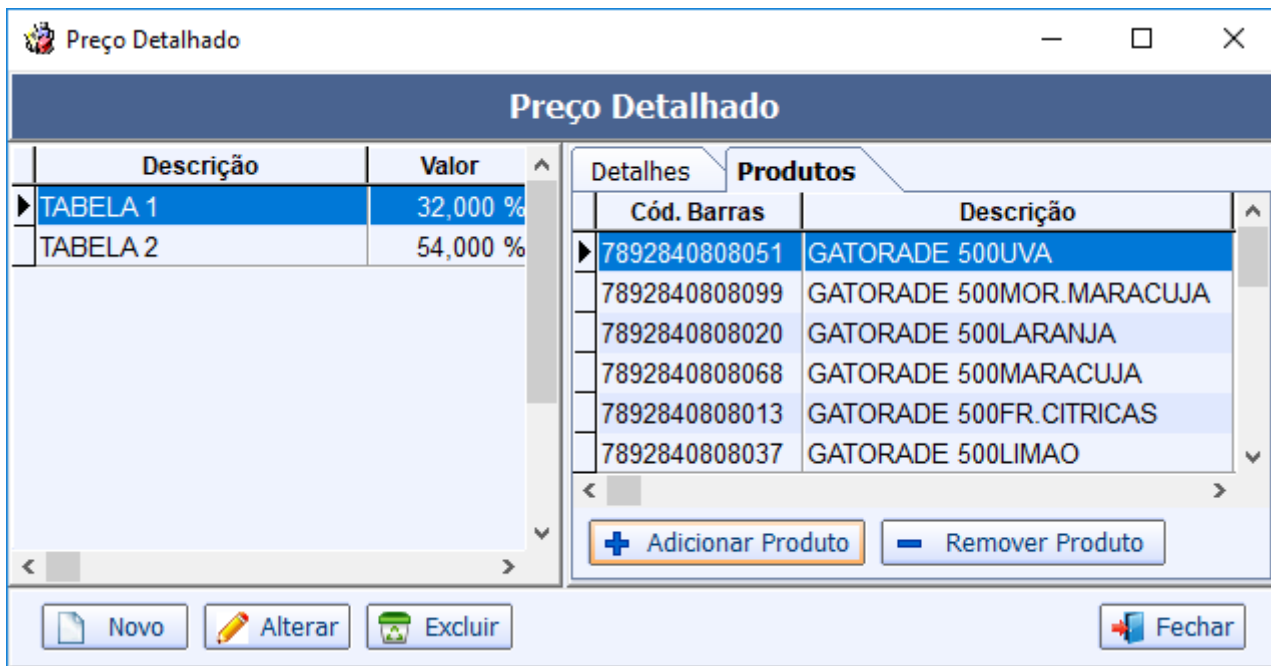 Preço Detalhado
Preço Detalhado
Descrição Valor
TABELA 1 32,000 %
TABELA 2 54,000 %
Detalhes Produtos
Cód. Barras Descrição
7892840808051 GATORADE 500UVA
7892840808099 GATORADE 500MOR.MARACUJA
7892840808020 GATORADE 500LARANJA
7892840808068 GATORADE 500MARACUJA
7892840808013 GATORADE 500FR.CITRICAS
7892840808037 GATORADE 500LIMAO
Adicionar Produto Remover Produto
Novo Alterar Excluir Fechar